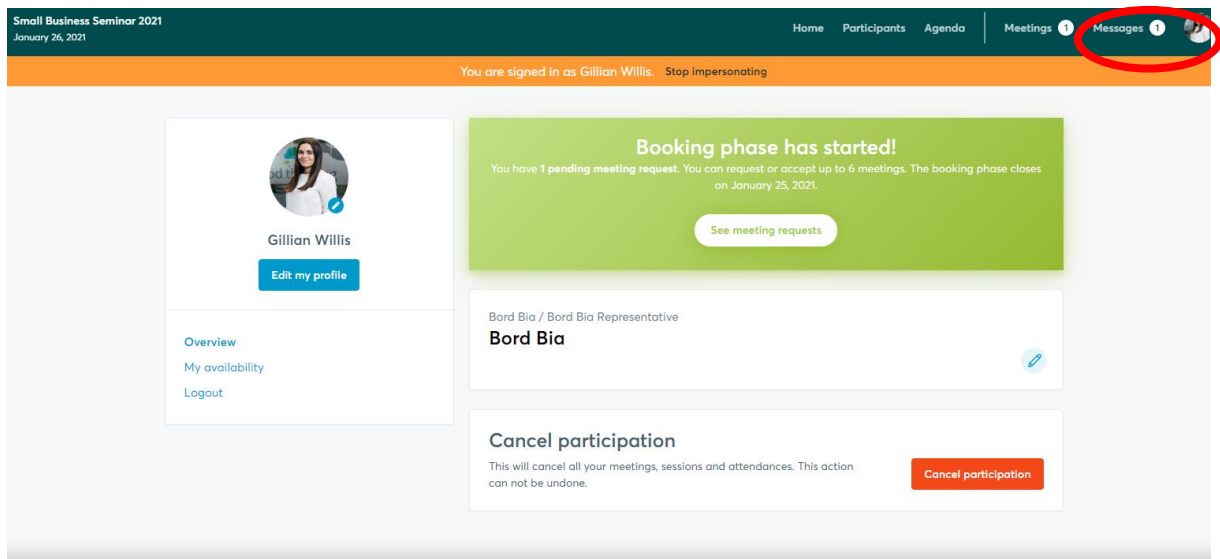 Small Business Seminar 2021
January 26, 2021
Home Participants Agenda Meetings 1 Messages 1
You are signed in as Gillian Willis. Stop impersonating
Gillian Willis
Edit my profile
Overview
My availability
Logout
Booking phase has started!
You have 1 pending meeting request. You can request or accept up to 6 meetings. The booking phase closes
on January 25, 2021.
See meeting requests
Bord Bia / Bord Bia Representative
Bord Bia
Cancel participation
This will cancel all your meetings, sessions and attendances. This action
can not be undone.
Cancel participation